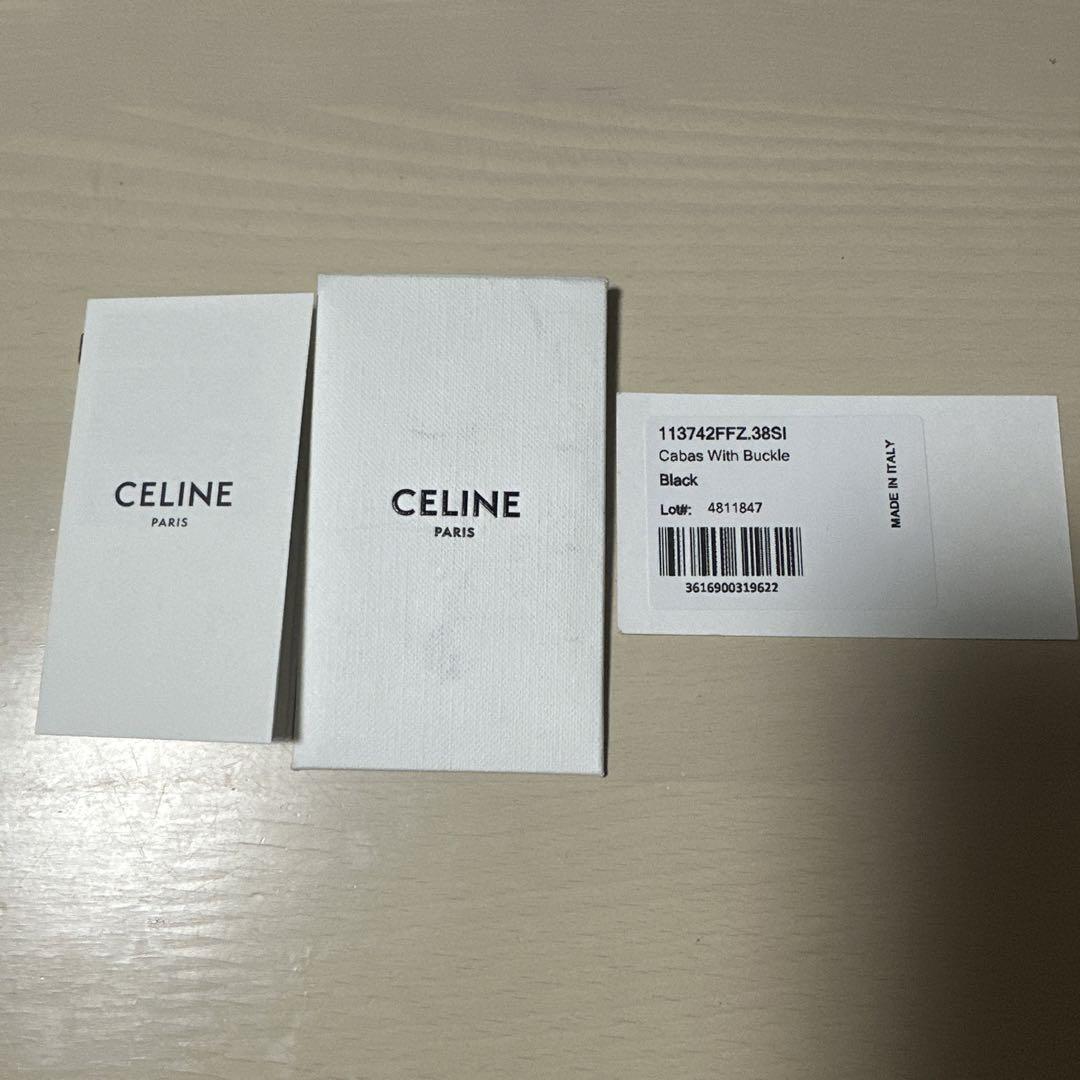 CELINE
PARIS
CELINE
PARIS
113742FFZ.38SI
Cabas With Buckle
Black
Lot#: 4811847
3616900319622
MADE IN ITALY